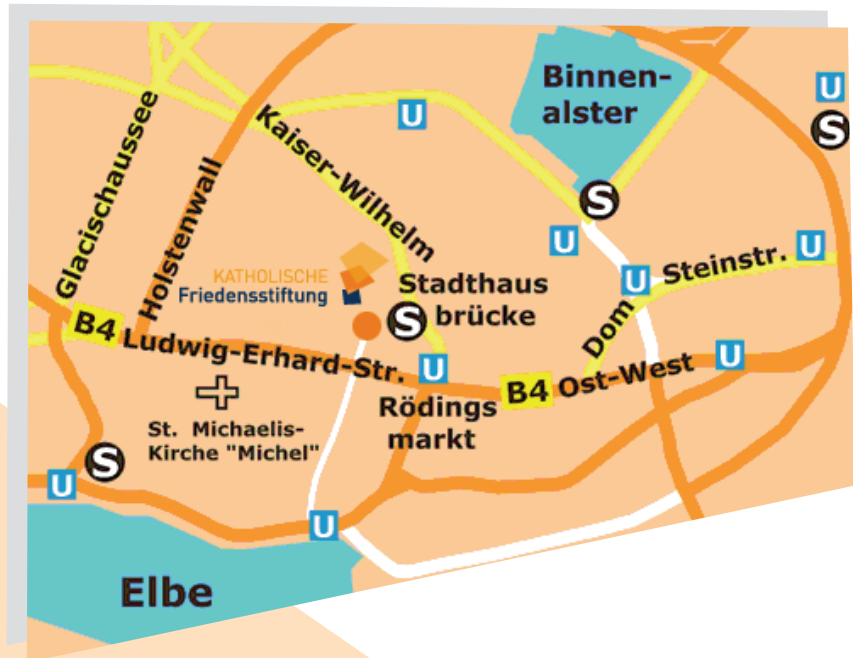 Binnen-
alster
U
U
S
Glacischaussee
Holstenwall
Kaiser-Wilhelm
S
U
Steinstr.
U
U
KATHOLISCHE
Friedensstiftung
Stadthaus
brücke
S
Dom
B4
Ludwig-Erhard-Str.
U
B4
Ost-West
U
Rödings
markt
St. Michaelis-
Kirche "Michel"
S
U
U
Elbe